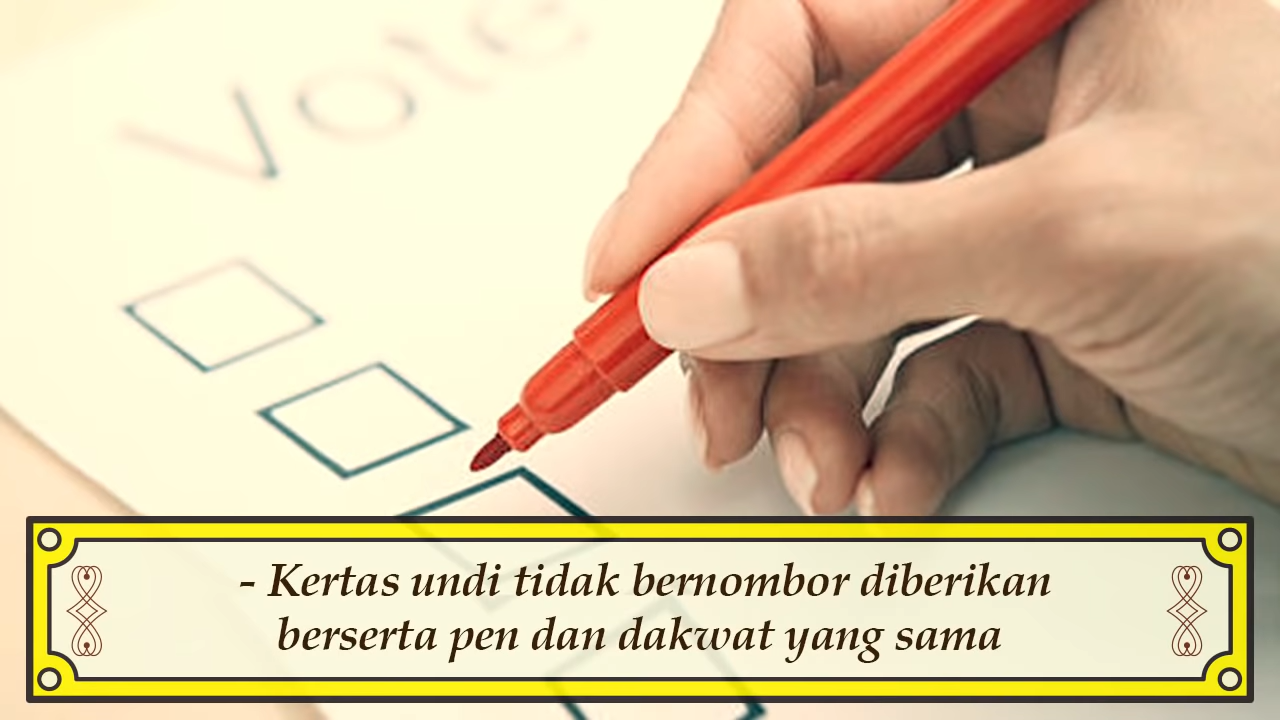 Vote
- Kertas undi tidak bernombor diberikan
berserta pen dan dakwat yang sama